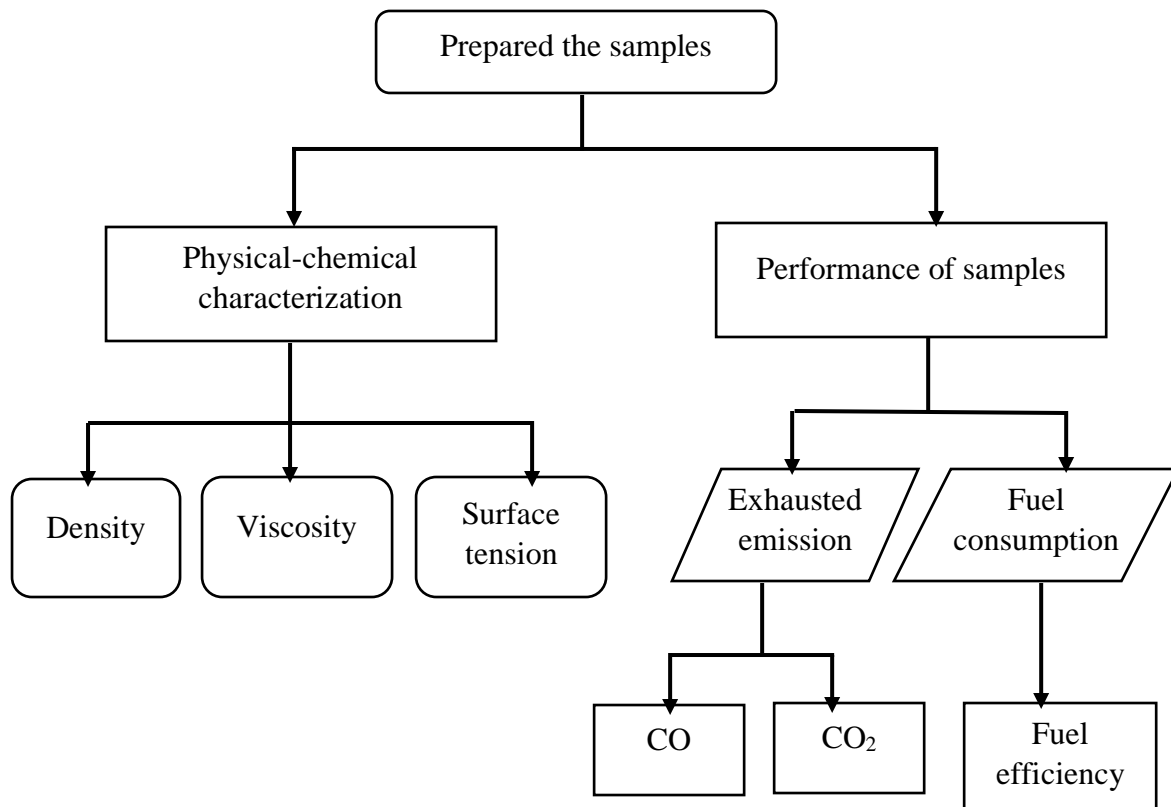 Prepared the samples
Physical-chemical
characterization
Performance of samples
Density
Viscosity
Surface
tension
Exhausted
emission
Fuel
consumption
CO
CO₂
Fuel
efficiency